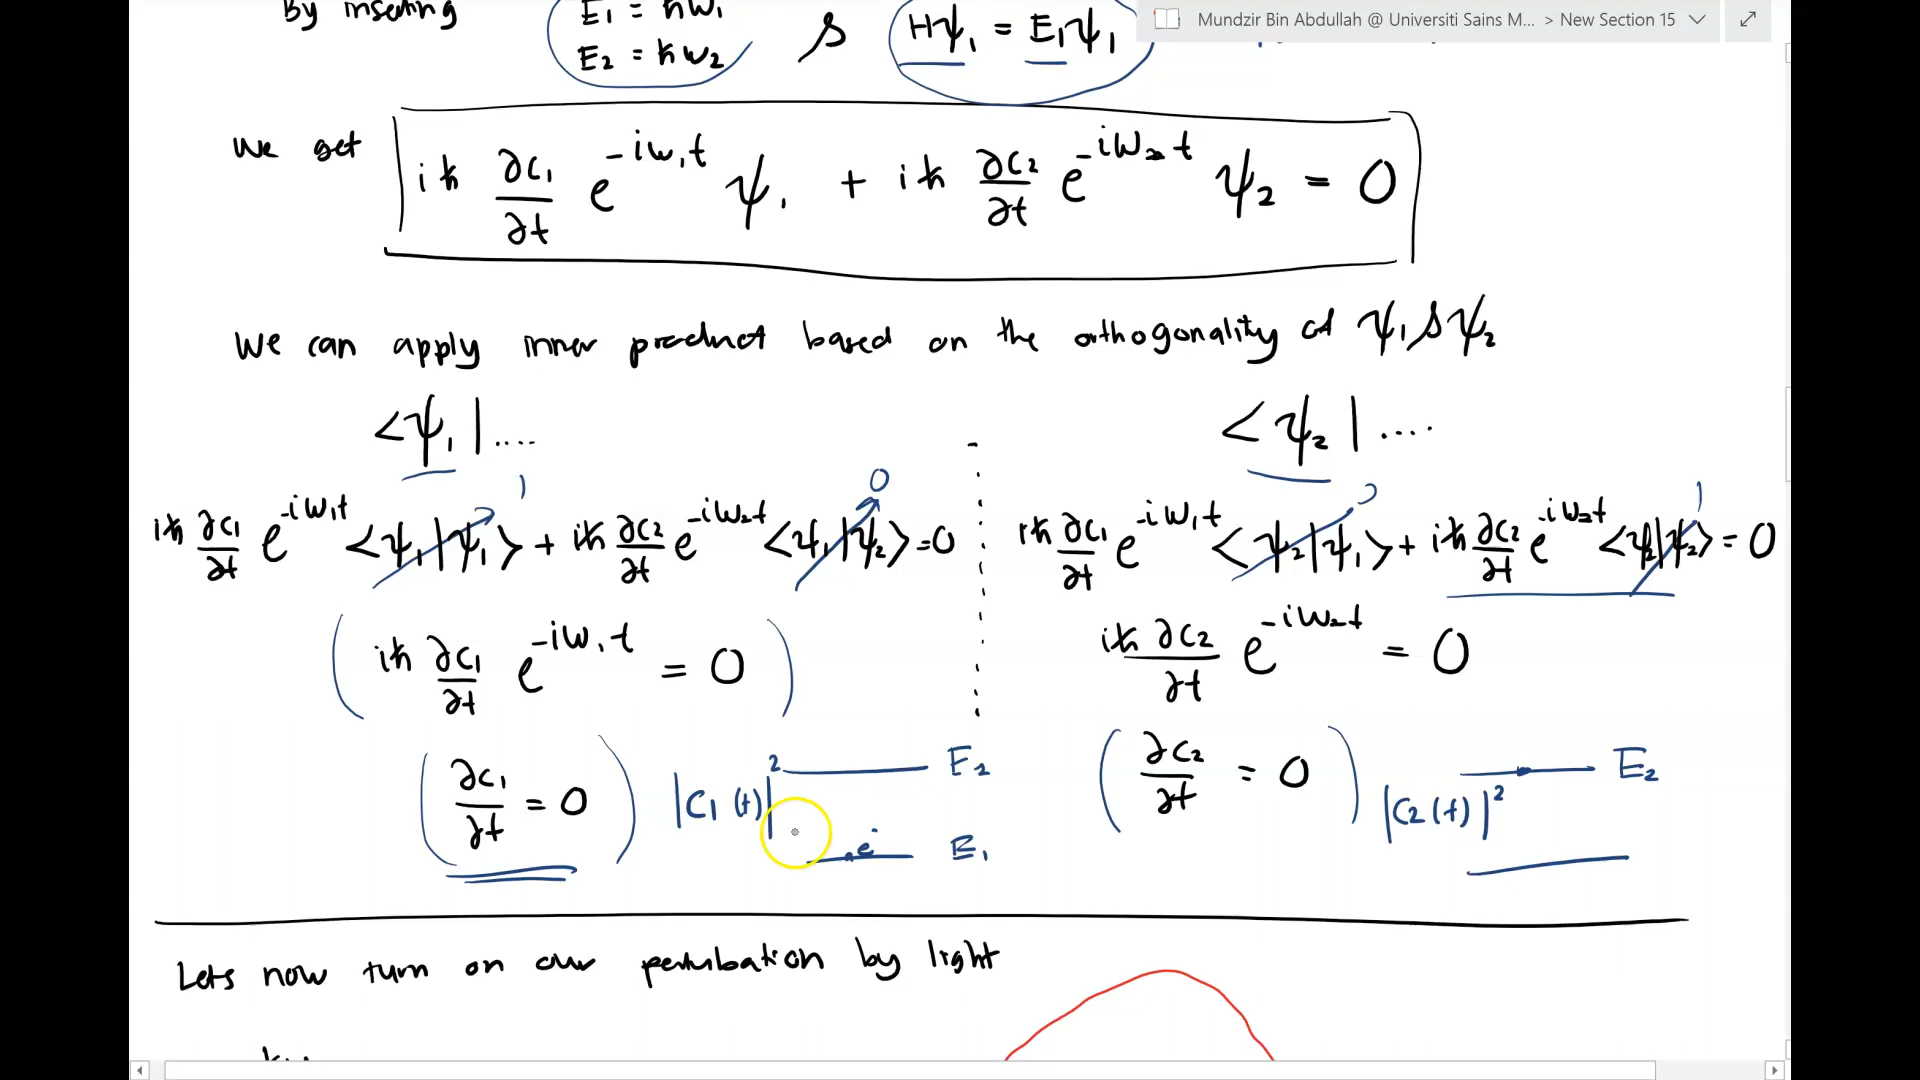 By inserting E₁ = ħω₁ & Hψ₁ = E₁ψ₁
E₂ = ħω₂
Mundzir Bin Abdullah @ Universiti Sains M... > New Section 15
We get iħ ∂C₁/∂t e^(-iω₁t) ψ₁ + iħ ∂C₂/∂t e^(-iω₂t) ψ₂ = 0
We can apply inner product based on the orthogonality of ψ₁ & ψ₂
<ψ₁|.... <ψ₂|....
iħ ∂C₁/∂t e^(-iω₁t) <ψ₁|ψ₁> 1 + iħ ∂C₂/∂t e^(-iω₂t) <ψ₁|ψ₂> 0 = 0
iħ ∂C₁/∂t e^(-iω₁t) <ψ₂|ψ₁> + iħ ∂C₂/∂t e^(-iω₂t) <ψ₂|ψ₂> 1 = 0
(iħ ∂C₁/∂t e^(-iω₁t) = 0) iħ ∂C₂/∂t e^(-iω₂t) = 0
(∂C₁/∂t = 0) |C₁(t)|² E₂
e⁻ E₁
(∂C₂/∂t = 0) |C₂(t)|² E₂
Lets now turn on our pertubation by light